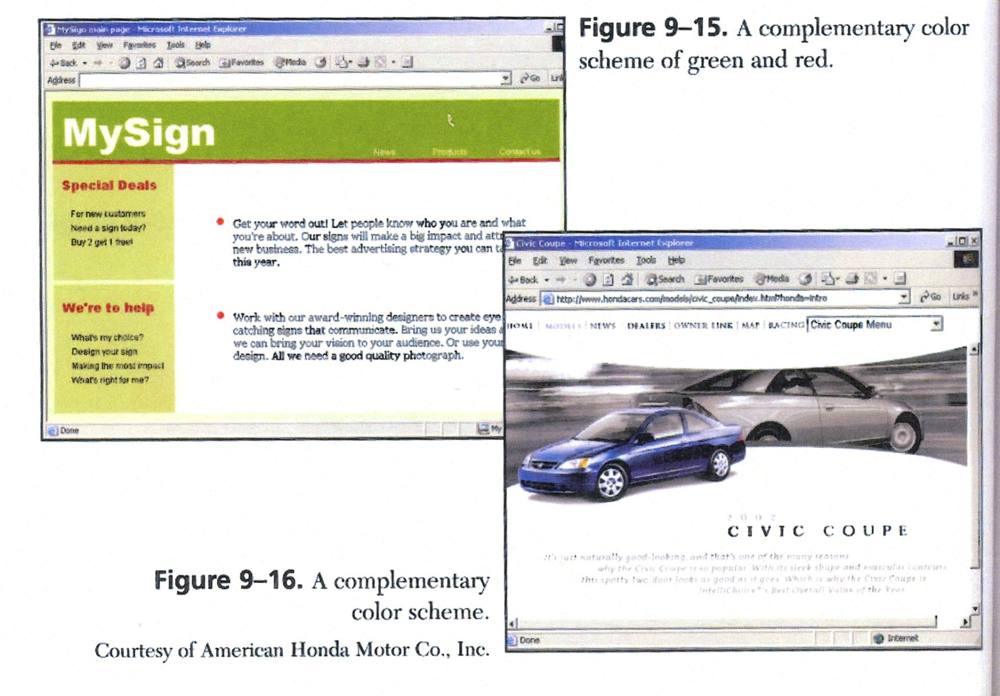 MySign main page - Microsoft Internet Explorer
File Edit View Favorites Tools Help
Back Search Favorites Media
Address Go Link
MySign
News Products Contact us
Special Deals
For new customers
Need a sign today?
Buy 2 get 1 free!
We're to help
What's my choice?
Design your sign
Making the most impact
What's right for me?
Get your word out! Let people know who you are and what
you're about. Our signs will make a big impact and attr
new business. The best advertising strategy you can ta
this year.
Work with our award-winning designers to create eye
catching signs that communicate. Bring us your ideas a
we can bring your vision to your audience. Or use your
design. All we need a good quality photograph.
Done My
Figure 9–15. A complementary color
scheme of green and red.
Civic Coupe - Microsoft Internet Explorer
File Edit View Favorites Tools Help
Back Search Favorites Media
Address http://www.hondacars.com/models/civic_coupe/index.html?honda=intro Go Links »
HOME | MODELS | NEWS | DEALERS | OWNER LINK | MAP | RACING Civic Coupe Menu
2002
CIVIC COUPE
It's just naturally good-looking, and that's one of the many reasons
why the Civic Coupe is so popular. With its sleek shape and muscular contours
this sporty two-door looks as good as it goes. Which is why the Civic Coupe is
IntelliChoice®'s Best Overall Value of the Year
Done Internet
Figure 9–16. A complementary
color scheme.
Courtesy of American Honda Motor Co., Inc.